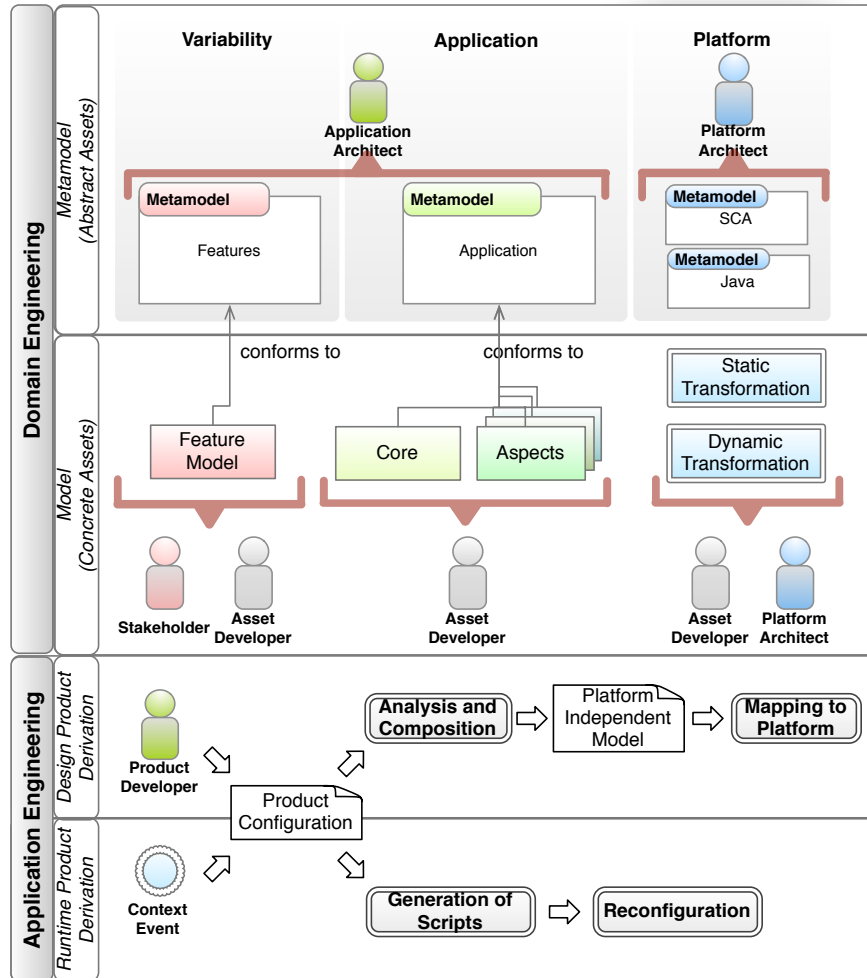 Variability
Application
Platform
Application
Architect
Platform
Architect
Domain Engineering
Metamodel
(Abstract Assets)
Metamodel
Features
Metamodel
Application
Metamodel
SCA
Metamodel
Java
conforms to
conforms to
Model
(Concrete Assets)
Feature
Model
Core
Aspects
Static
Transformation
Dynamic
Transformation
Stakeholder
Asset
Developer
Asset
Developer
Asset
Developer
Platform
Architect
Application Engineering
Design Product
Derivation
Product
Developer
Analysis and
Composition
Platform
Independent
Model
Mapping to
Platform
Product
Configuration
Runtime Product
Derivation
Context
Event
Generation of
Scripts
Reconfiguration